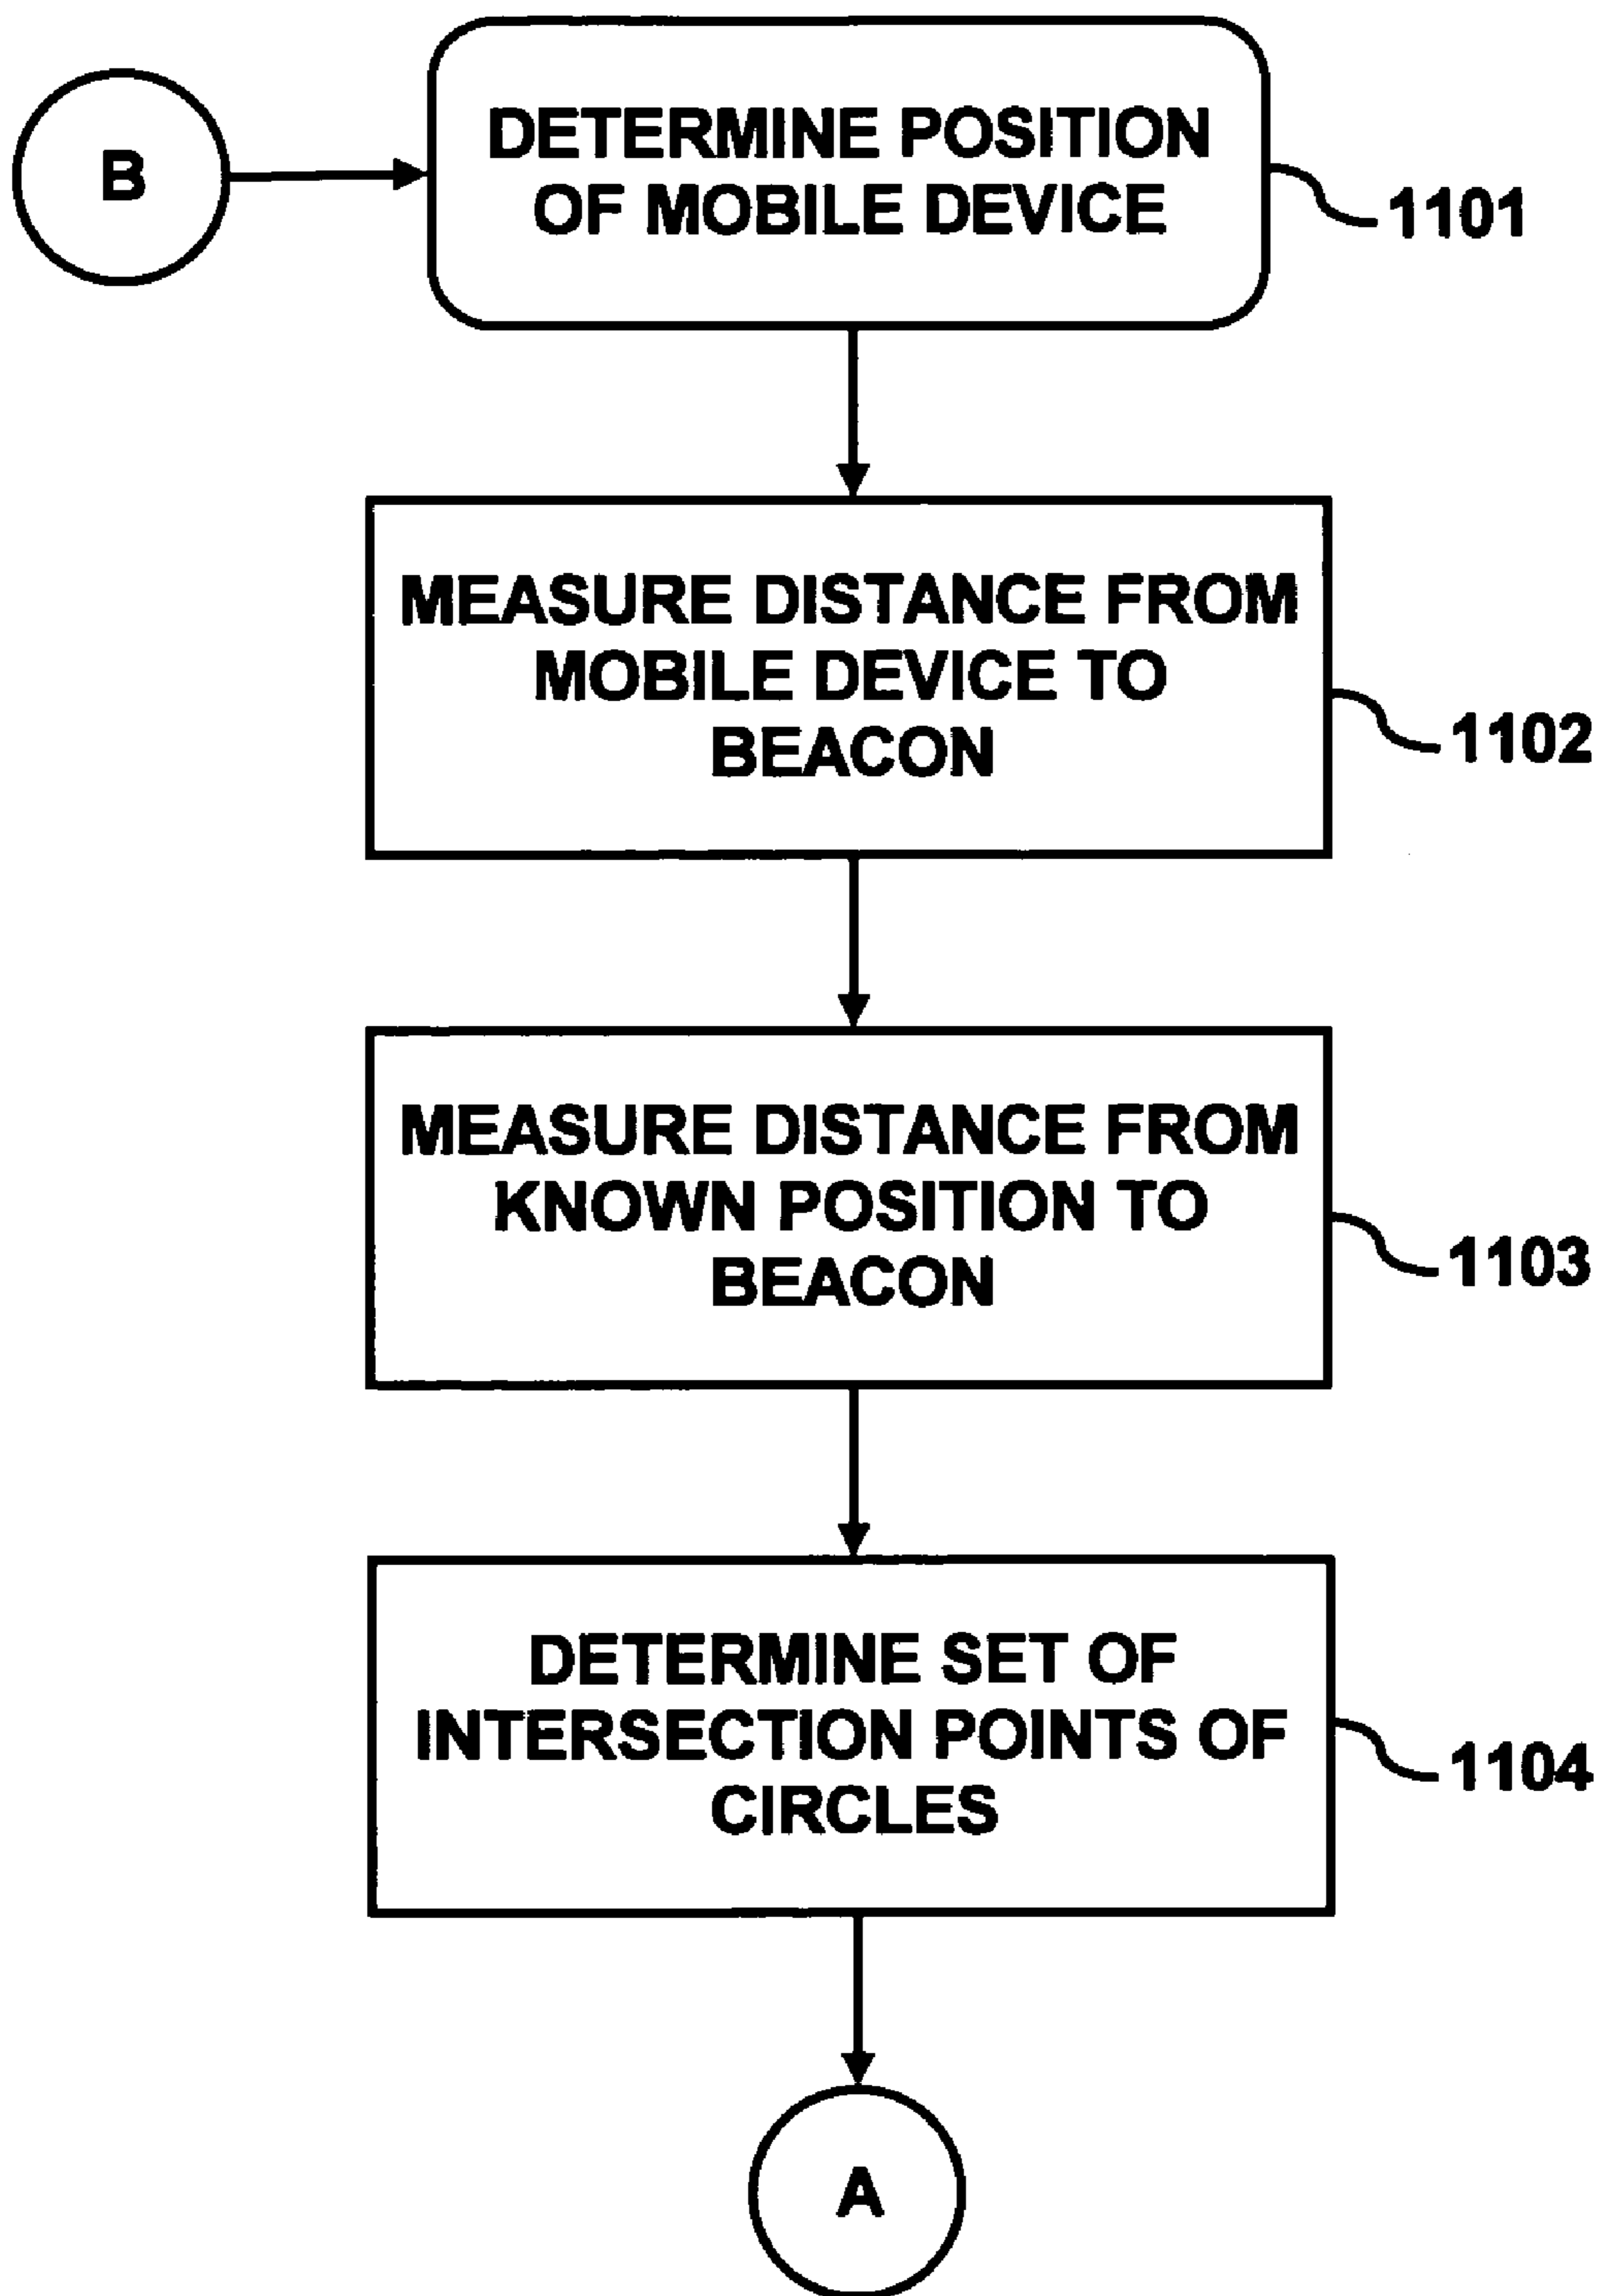 B
DETERMINE POSITION
OF MOBILE DEVICE
1101
MEASURE DISTANCE FROM
MOBILE DEVICE TO
BEACON
1102
MEASURE DISTANCE FROM
KNOWN POSITION TO
BEACON
1103
DETERMINE SET OF
INTERSECTION POINTS OF
CIRCLES
1104
A